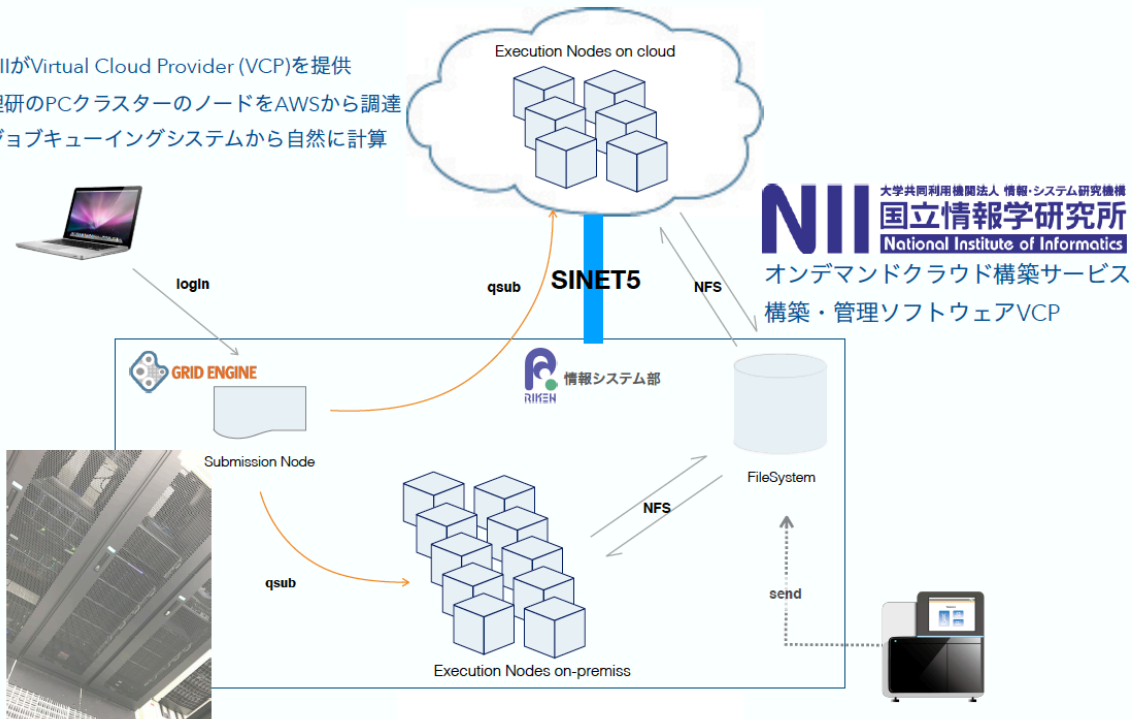 Execution Nodes on cloud
IIがVirtual Cloud Provider (VCP)を提供
研のPCクラスターのノードをAWSから調達
ジョブキューイングシステムから自然に計算
NII
大学共同利用機関法人 情報・システム研究機構
国立情報学研究所
National Institute of Informatics
オンデマンドクラウド構築サービス
構築・管理ソフトウェアVCP
login
qsub
SINET5
NFS
GRID ENGINE
RIKEN
情報システム部
Submission Node
FileSystem
NFS
qsub
send
Execution Nodes on-premiss